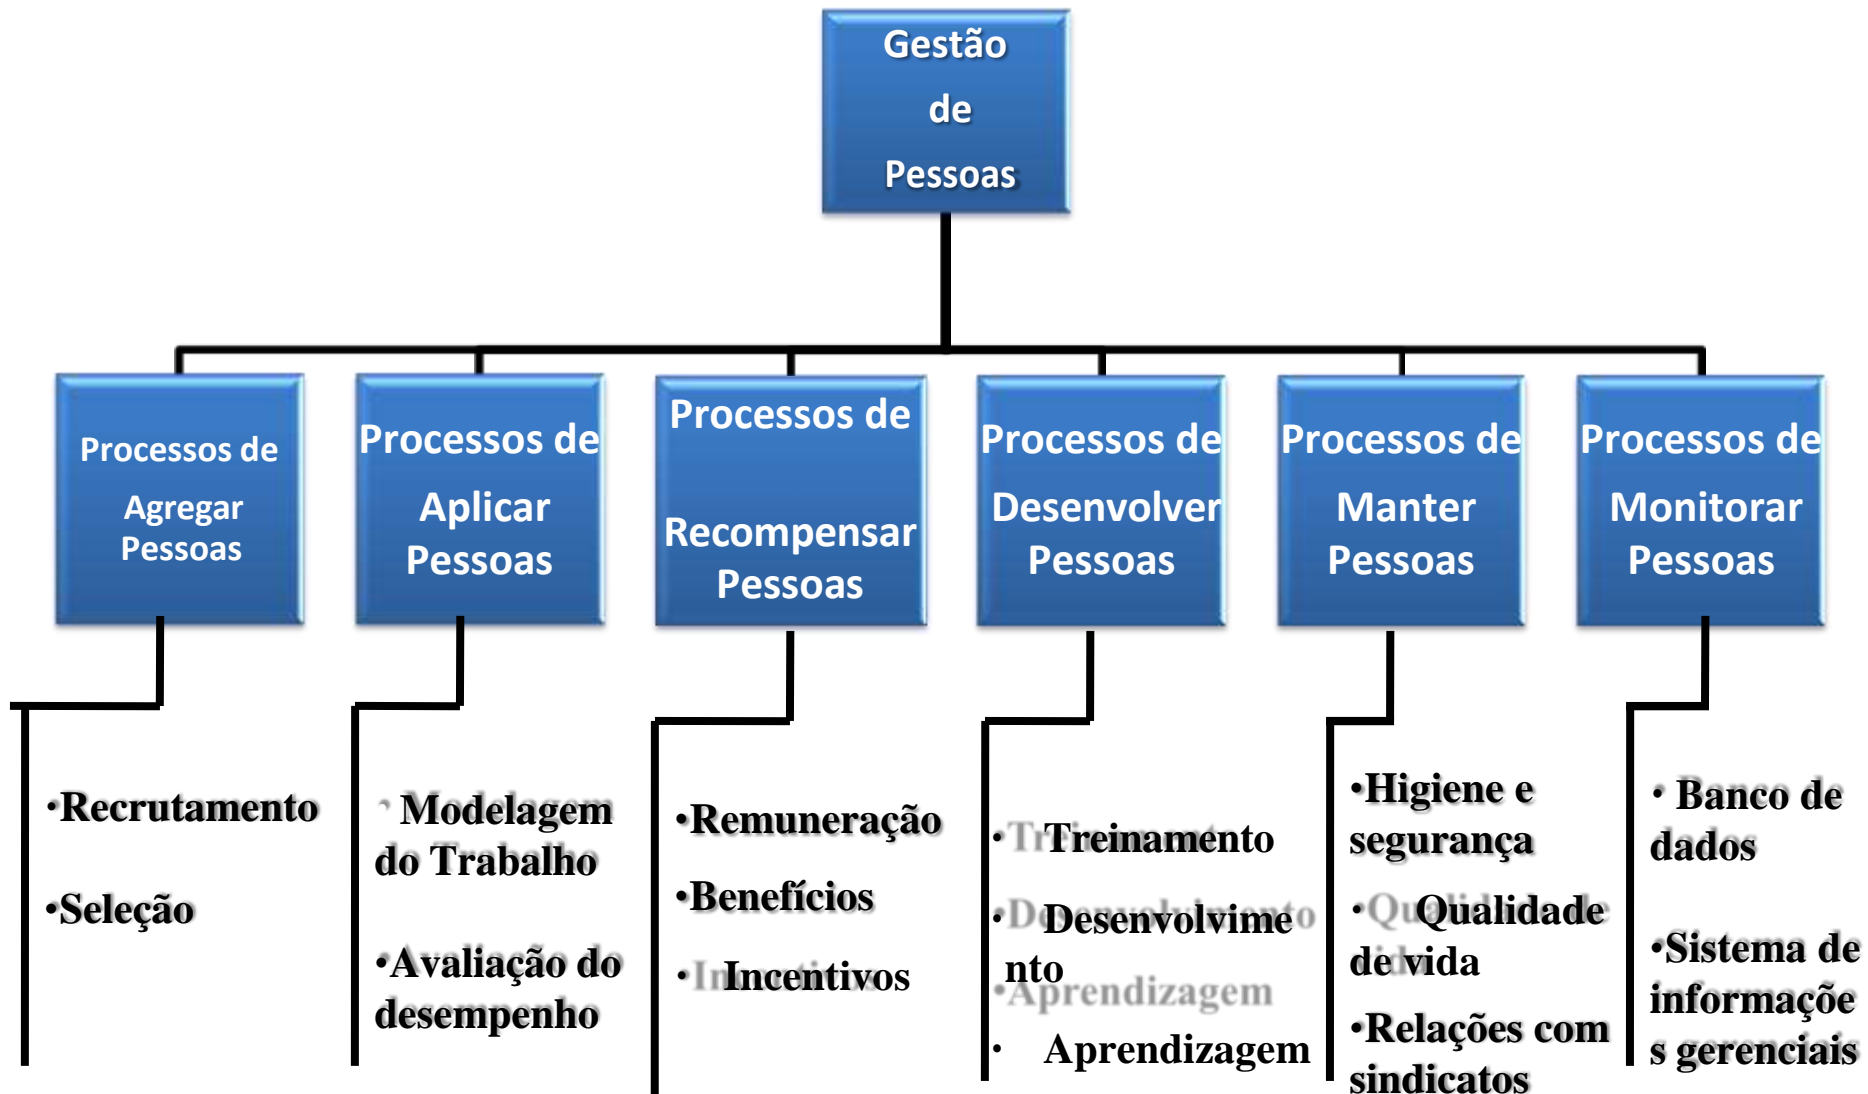 Gestão
de
Pessoas
Processos de
Agregar
Pessoas
Processos de
Aplicar
Pessoas
Processos de
Recompensar
Pessoas
Processos de
Desenvolver
Pessoas
Processos de
Manter
Pessoas
Processos de
Monitorar
Pessoas
•Recrutamento
•Seleção
• Modelagem
do Trabalho
•Avaliação do
desempenho
•Remuneração
•Benefícios
• Incentivos
• Treinamento
• Desenvolvime
nto
• Aprendizagem
•Higiene e
segurança
• Qualidade
de vida
•Relações com
sindicatos
• Banco de
dados
•Sistema de
informaçõe
s gerenciais